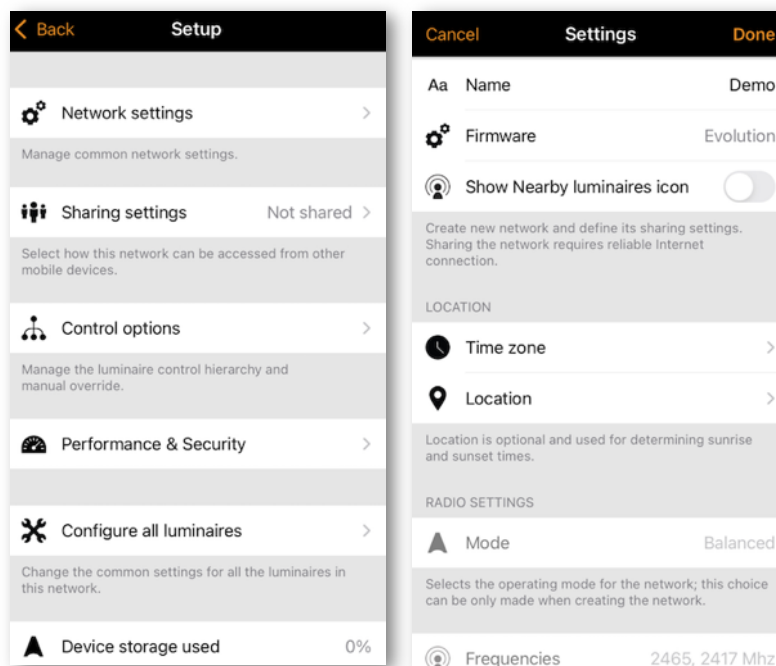 Back
Setup
Network settings
Manage common network settings.
Sharing settings
Not shared
Select how this network can be accessed from other
mobile devices.
Control options
Manage the luminaire control hierarchy and
manual override.
Performance & Security
Configure all luminaires
Change the common settings for all the luminaires in
this network.
Device storage used
0%
Cancel
Settings
Done
Aa
Name
Demo
Firmware
Evolution
Show Nearby luminaires icon
Create new network and define its sharing settings.
Sharing the network requires reliable Internet
connection.
LOCATION
Time zone
Location
Location is optional and used for determining sunrise
and sunset times.
RADIO SETTINGS
Mode
Balanced
Selects the operating mode for the network; this choice
can be only made when creating the network.
Frequencies
2465, 2417 Mhz